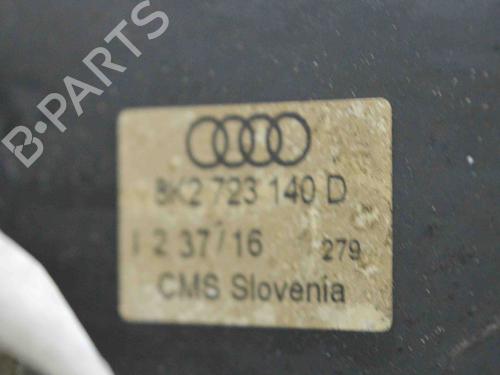 B-PARTS
8K2 723 140 D
2 37/16 279
CMS Slovenia